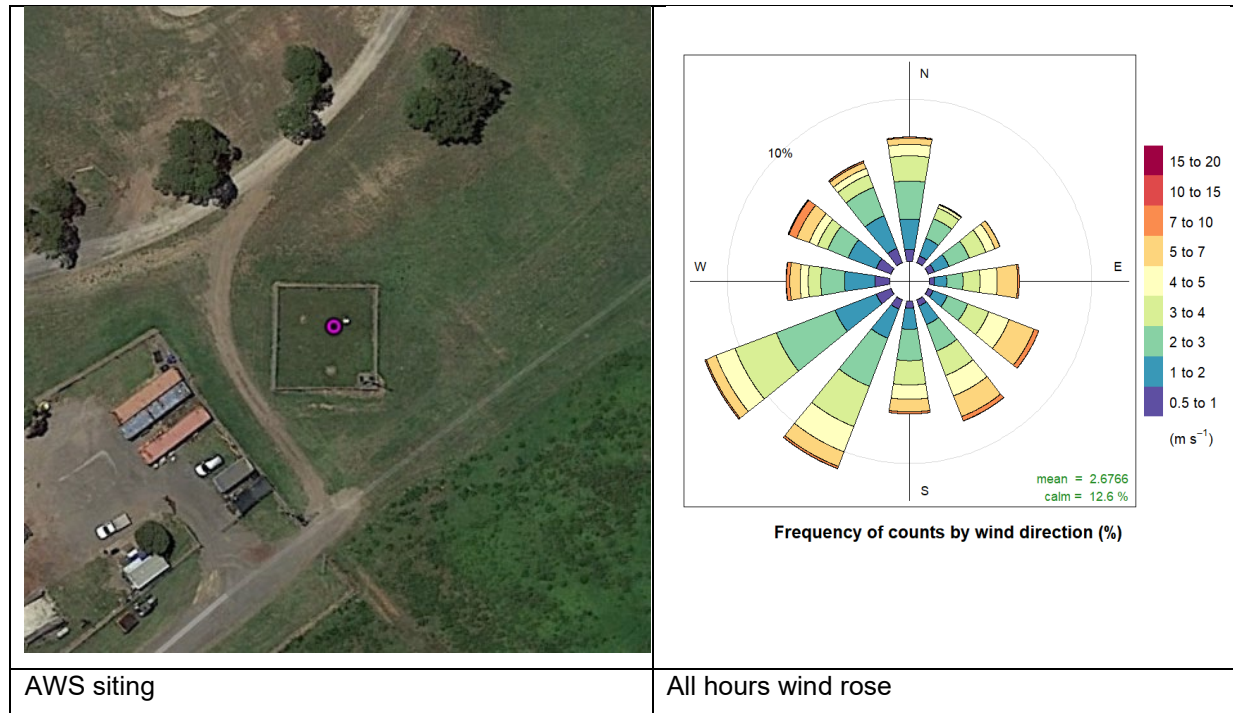 N
10%
W
E
S
15 to 20
10 to 15
7 to 10
5 to 7
4 to 5
3 to 4
2 to 3
1 to 2
0.5 to 1
(m s⁻¹)
mean = 2.6766
calm = 12.6 %
Frequency of counts by wind direction (%)
AWS siting
All hours wind rose